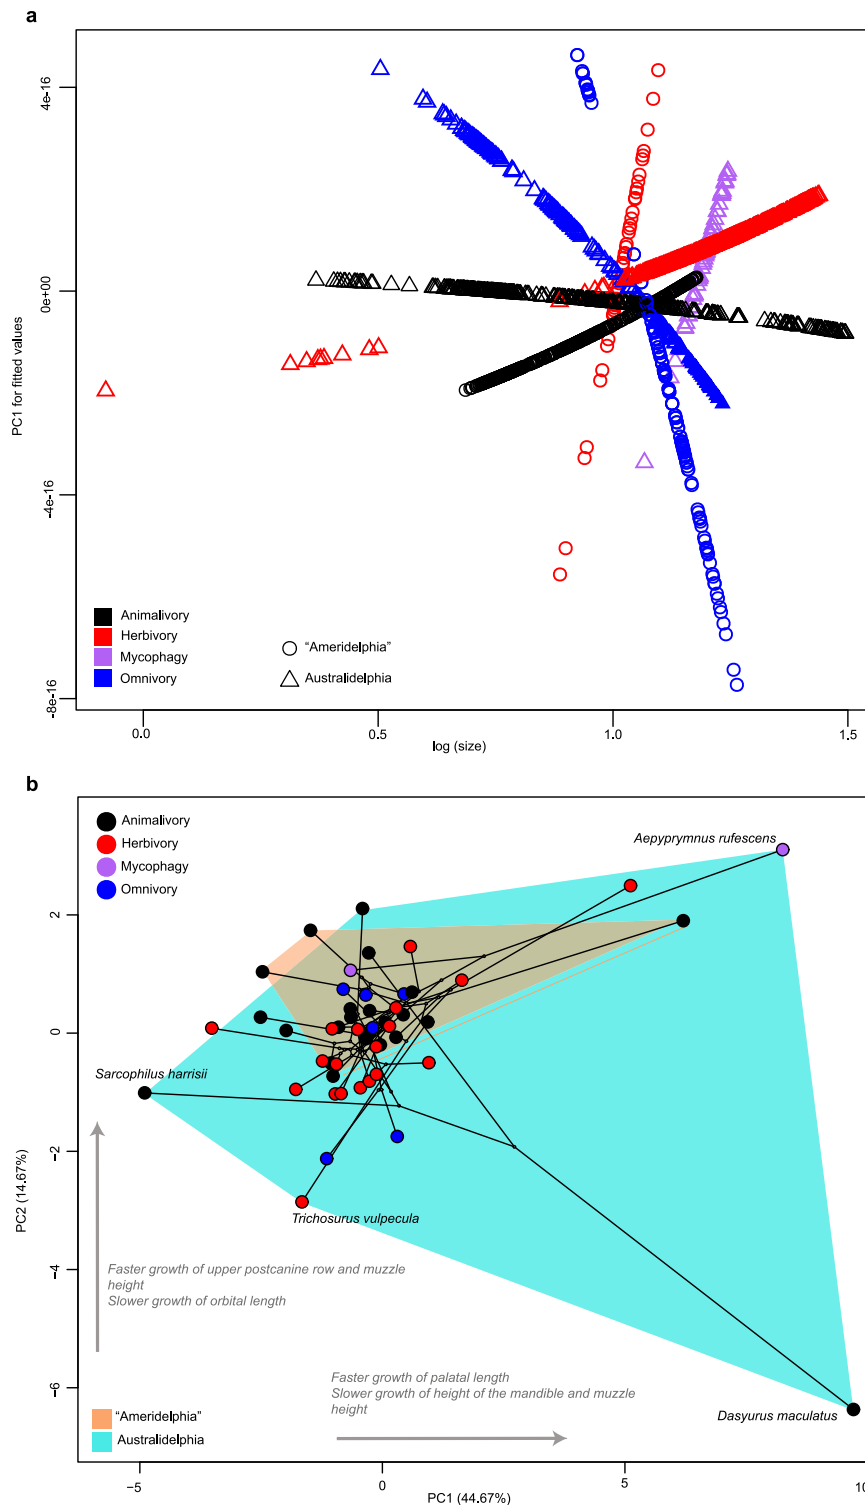 a
4e-16
0e+00
-4e-16
-8e-16
PC1 for fitted values
Animalivory
Herbivory
Mycophagy
Omnivory
"Ameridelphia"
Australidelphia
0.0
0.5
1.0
1.5
log (size)
b
Animalivory
Herbivory
Mycophagy
Omnivory
Aepyprymnus rufescens
Sarcophilus harrisii
Trichosurus vulpecula
Dasyurus maculatus
2
0
−2
−4
−6
PC2 (14.67%)
Faster growth of upper postcanine row and muzzle
height
Slower growth of orbital length
Faster growth of palatal length
Slower growth of height of the mandible and muzzle
height
"Ameridelphia"
Australidelphia
−5
0
5
10
PC1 (44.67%)